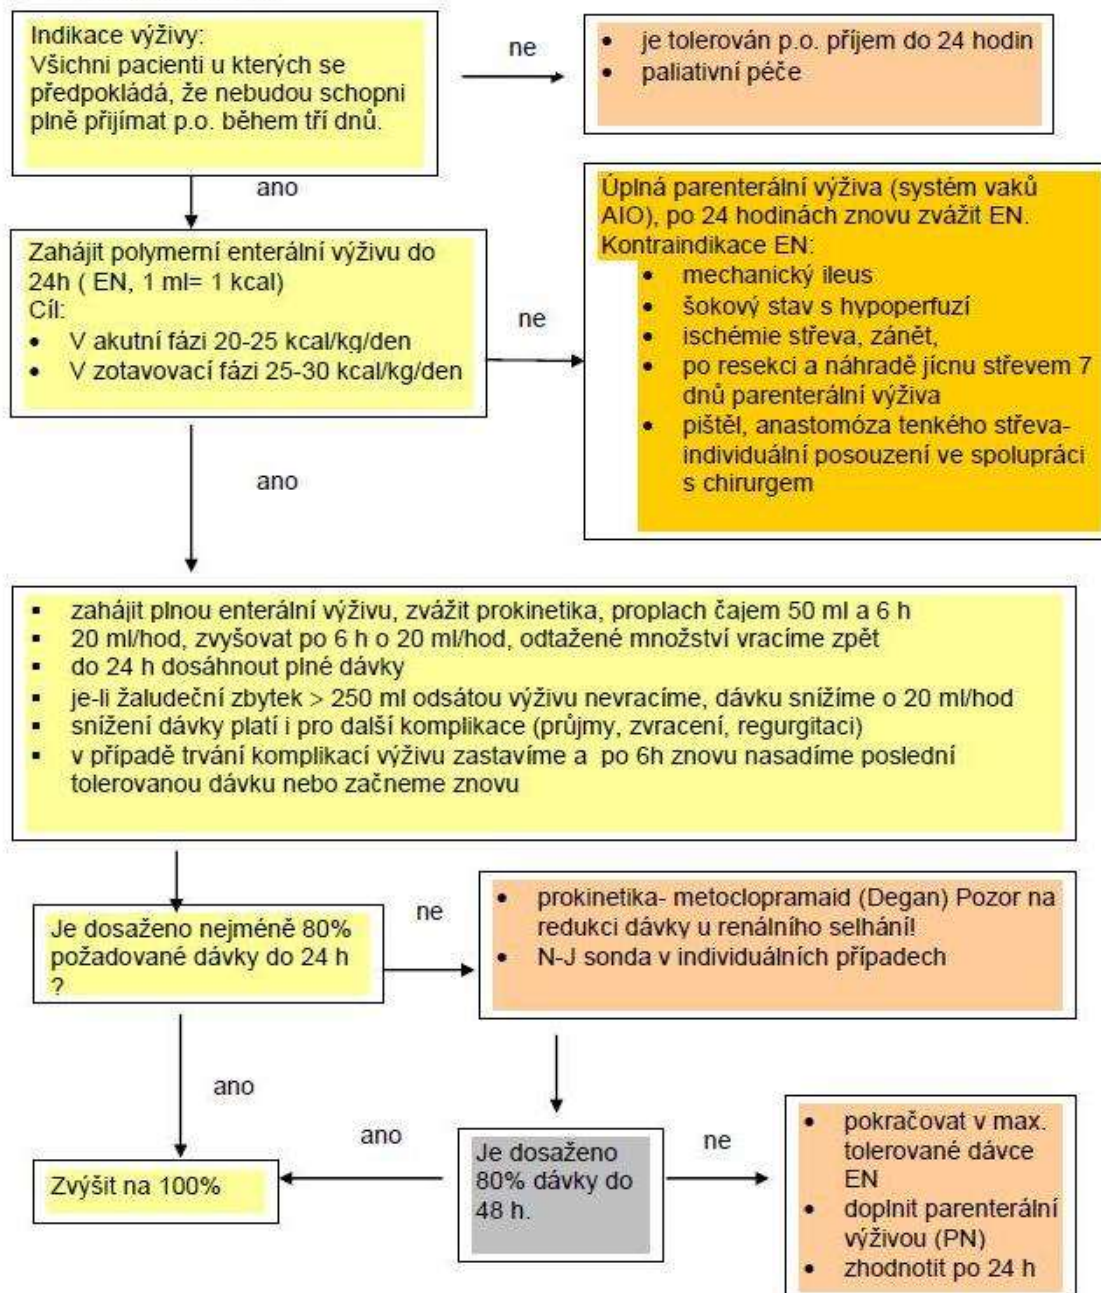 Indikace výživy:
Všichni pacienti u kterých se
předpokládá, že nebudou schopni
plně přijímat p.o. během tří dnů.
ne
• je tolerován p.o. příjem do 24 hodin
• paliativní péče
ano
Úplná parenterální výživa (systém vaků
AIO), po 24 hodinách znovu zvážit EN.
Kontraindikace EN:
• mechanický ileus
• šokový stav s hypoperfuzí
• ischémie střeva, zánět,
• po resekci a náhradě jícnu střevem 7
dnů parenterální výživa
• pištěl, anastomóza tenkého střeva-
individuální posouzení ve spolupráci
s chirurgem
Zahájit polymerní enterální výživu do
24h ( EN, 1 ml= 1 kcal)
Cíl:
• V akutní fázi 20-25 kcal/kg/den
• V zotavovací fázi 25-30 kcal/kg/den
ne
ano
▪ zahájit plnou enterální výživu, zvážit prokinetika, proplach čajem 50 ml a 6 h
▪ 20 ml/hod, zvyšovat po 6 h o 20 ml/hod, odtažené množství vracíme zpět
▪ do 24 h dosáhnout plné dávky
▪ je-li žaludeční zbytek > 250 ml odsátou výživu nevracíme, dávku snížíme o 20 ml/hod
▪ snížení dávky platí i pro další komplikace (průjmy, zvracení, regurgitaci)
▪ v případě trvání komplikací výživu zastavíme a po 6h znovu nasadíme poslední
tolerovanou dávku nebo začneme znovu
Je dosaženo nejméně 80%
požadované dávky do 24 h
?
ne
• prokinetika- metoclopramaid (Degan) Pozor na
redukci dávky u renálního selhání!
• N-J sonda v individuálních případech
ano
Zvýšit na 100%
ano
Je dosaženo
80% dávky do
48 h.
ne
• pokračovat v max.
tolerované dávce
EN
• doplnit parenterální
výživou (PN)
• zhodnotit po 24 h